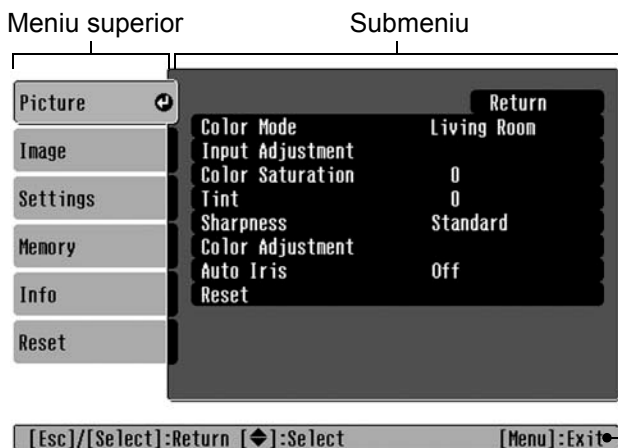 Meniu superior Submeniu
Picture
Image
Settings
Memory
Info
Reset
Return
Color Mode Living Room
Input Adjustment
Color Saturation 0
Tint 0
Sharpness Standard
Color Adjustment
Auto Iris Off
Reset
[Esc]/[Select]:Return [◆]:Select [Menu]:Exit